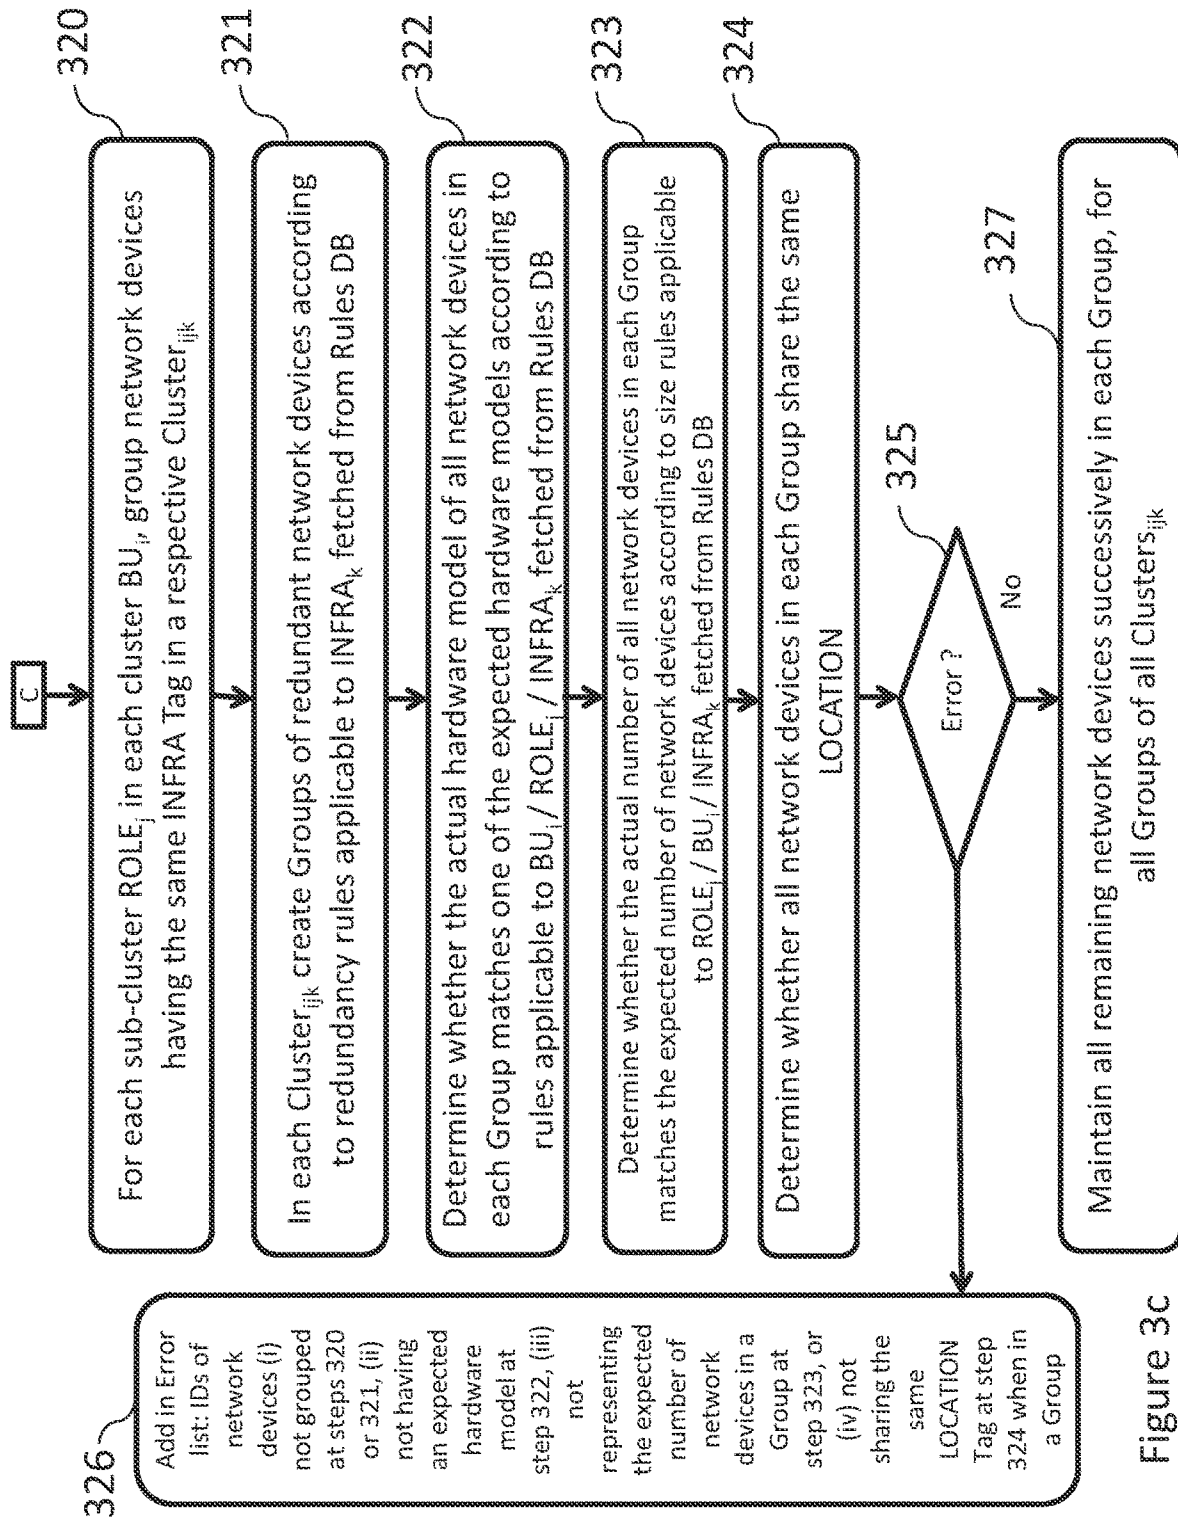 C
320
For each sub-cluster ROLEj in each cluster BUi, group network devices
having the same INFRA Tag in a respective Clusterijk
321
In each Clusterijk create Groups of redundant network devices according
to redundancy rules applicable to INFRAk fetched from Rules DB
322
Determine whether the actual hardware model of all network devices in
each Group matches one of the expected hardware models according to
rules applicable to BUi / ROLEj / INFRAk fetched from Rules DB
323
Determine whether the actual number of all network devices in each Group
matches the expected number of network devices according to size rules applicable
to ROLEj / BUi / INFRAk fetched from Rules DB
324
Determine whether all network devices in each Group share the same
LOCATION
325
Error ?
No
326
Add in Error
list: IDs of
network
devices (i)
not grouped
at steps 320
or 321, (ii)
not having
an expected
hardware
model at
step 322, (iii)
not
representing
the expected
number of
network
devices in a
Group at
step 323, or
(iv) not
sharing the
same
LOCATION
Tag at step
324 when in
a Group
327
Maintain all remaining network devices successively in each Group, for
all Groups of all Clustersijk
Figure 3c